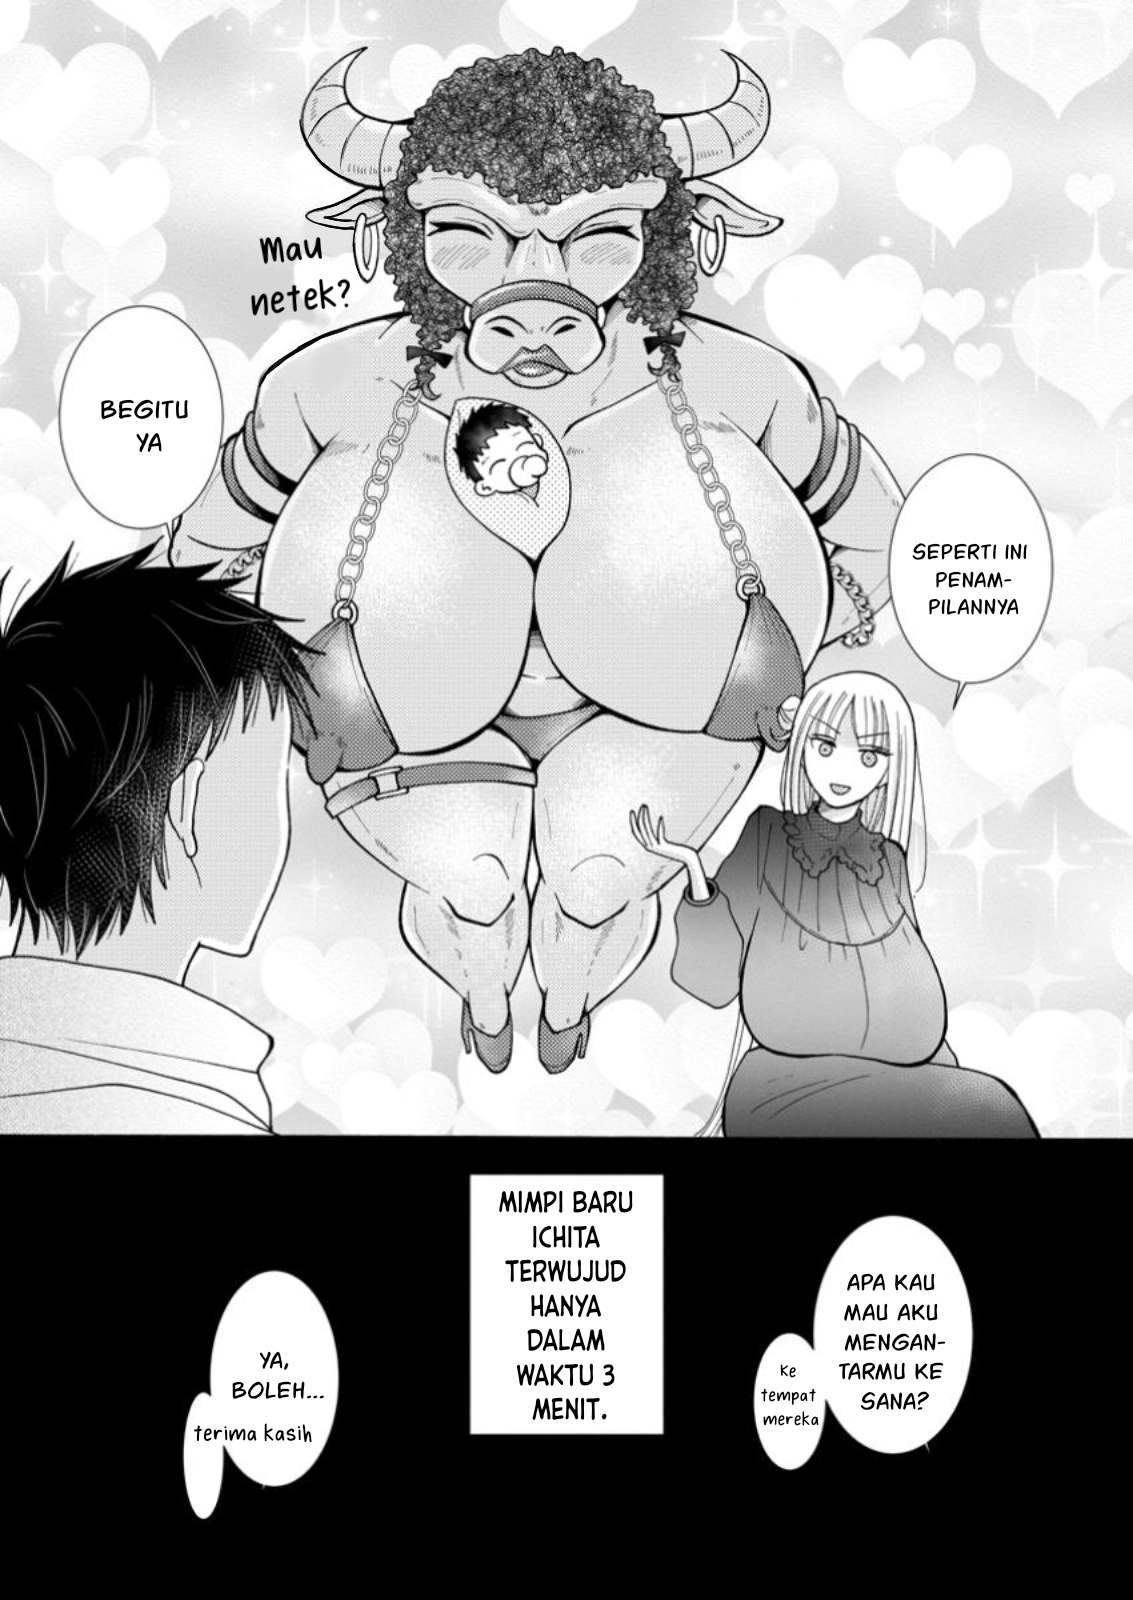 Mau
netek?
BEGITU
YA
SEPERTI INI
PENAM-
PILANNYA
MIMPI BARU
ICHITA
TERWUJUD
HANYA
DALAM
WAKTU 3
MENIT.
APA KAU
MAU AKU
MENGAN-
TARMU KE
SANA?
ke
tempat
mereka
YA,
BOLEH...
terima kasih